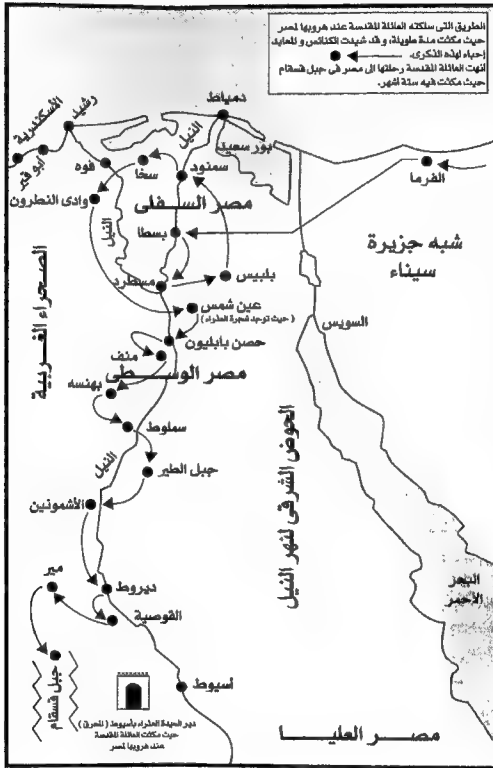 الطريق التى سلكته العائلة المقدسة عند هروبها لمصر
حيث مكثت مدة طويلة، و قد شيدت الكنائس و المعابد
إحياء لهذه الذكرى.
أنهت العائلة المقدسة رحلتها الى مصر فى جبل قسقام
حيث مكثت فيه ستة أشهر.
دمياط
رشيد
الأسكندرية
ابو قير
النيل
بور سعيد
الفرما
فوه
سخا
سمنود
وادى النطرون
مصر السفلى
بسطا
النيل
شبه جزيرة
سيناء
الصحراء الغربية
بلبيس
مسطرد
عين شمس
(حيث توجد شجرة العذراء)
السويس
حصن بابليون
منف
مصر الوسطى
بهنسه
سملوط
النيل
جبل الطير
الحوض الشرقى لنهر النيل
الأشمونين
البحر
الأحمر
مير
ديروط
القوصية
جبل قسقام
أسيوط
دير السيدة العذراء بأسيوط (المحرق)
حيث مكثت العائلة المقدسة
عند هروبها لمصر
مصر العليا